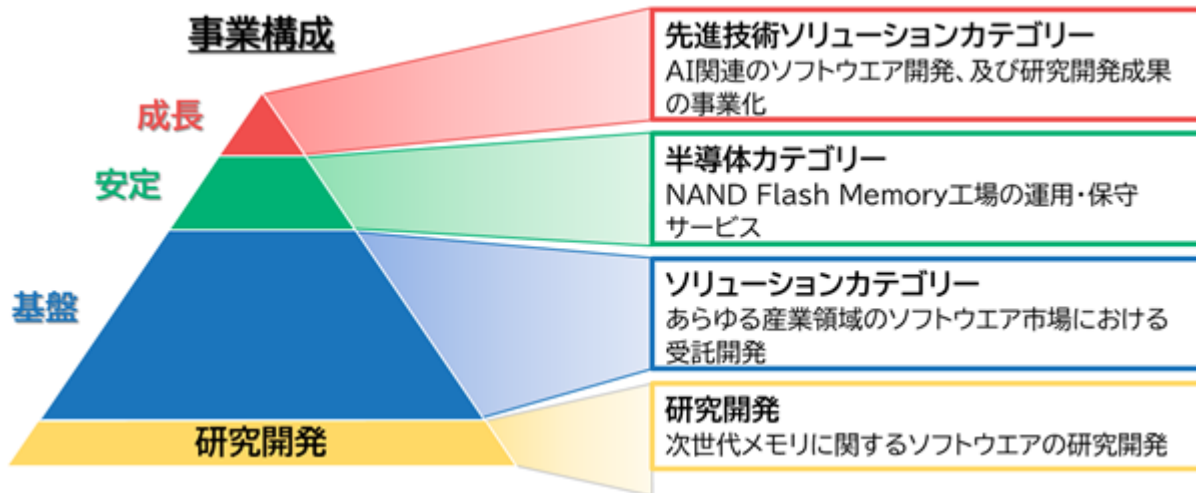 事業構成
成長
安定
基盤
研究開発
先進技術ソリューションカテゴリー
AI関連のソフトウエア開発、及び研究開発成果
の事業化
半導体カテゴリー
NAND Flash Memory工場の運用・保守
サービス
ソリューションカテゴリー
あらゆる産業領域のソフトウエア市場における
受託開発
研究開発
次世代メモリに関するソフトウエアの研究開発